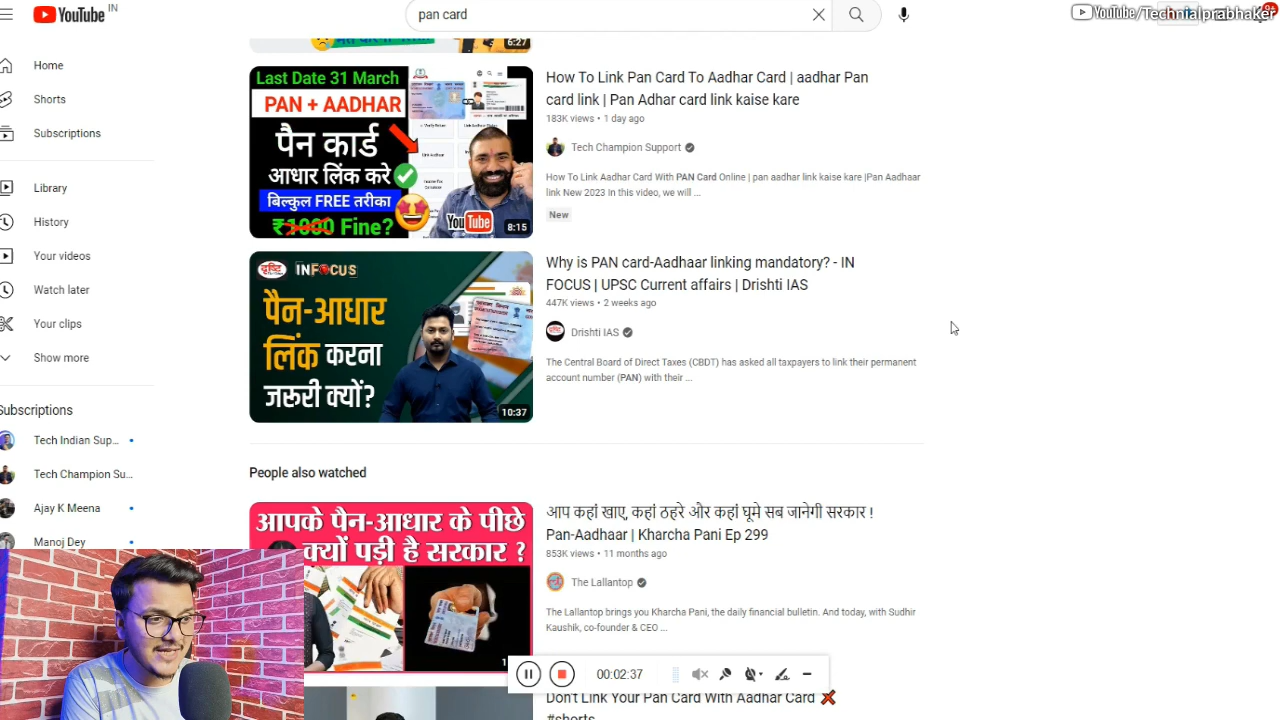 YouTube IN
pan card
YouTube/Technialprabhaker
9+
Home
Shorts
Subscriptions
Library
History
Your videos
Watch later
Your clips
Show more
Subscriptions
Tech Indian Sup...
Tech Champion Su...
Ajay K Meena
Manoj Dey
6:27
Last Date 31 March
PAN + AADHAR
पैन कार्ड
आधार लिंक करे
बिल्कुल FREE तरीका
₹1000 Fine?
YouTube
8:15
How To Link Pan Card To Aadhar Card | aadhar Pan
card link | Pan Adhar card link kaise kare
183K views • 1 day ago
Tech Champion Support
How To Link Aadhar Card With PAN Card Online | pan aadhar link kaise kare |Pan Aadhaar
link New 2023 In this video, we will ...
New
दृष्टि INFOCUS
पैन-आधार
लिंक करना
जरूरी क्यों?
10:37
Why is PAN card-Aadhaar linking mandatory? - IN
FOCUS | UPSC Current affairs | Drishti IAS
447K views • 2 weeks ago
Drishti IAS
The Central Board of Direct Taxes (CBDT) has asked all taxpayers to link their permanent
account number (PAN) with their ...
People also watched
आपके पैन-आधार के पीछे
क्यों पड़ी है सरकार ?
आप कहां खाए, कहां ठहरे और कहां घूमे सब जानेगी सरकार !
Pan-Aadhaar | Kharcha Pani Ep 299
853K views • 11 months ago
The Lallantop
The Lallantop brings you Kharcha Pani, the daily financial bulletin. And today, with Sudhir
Kaushik, co-founder & CEO ...
00:02:37
Don't Link Your Pan Card With Aadhar Card ❌
#shorts